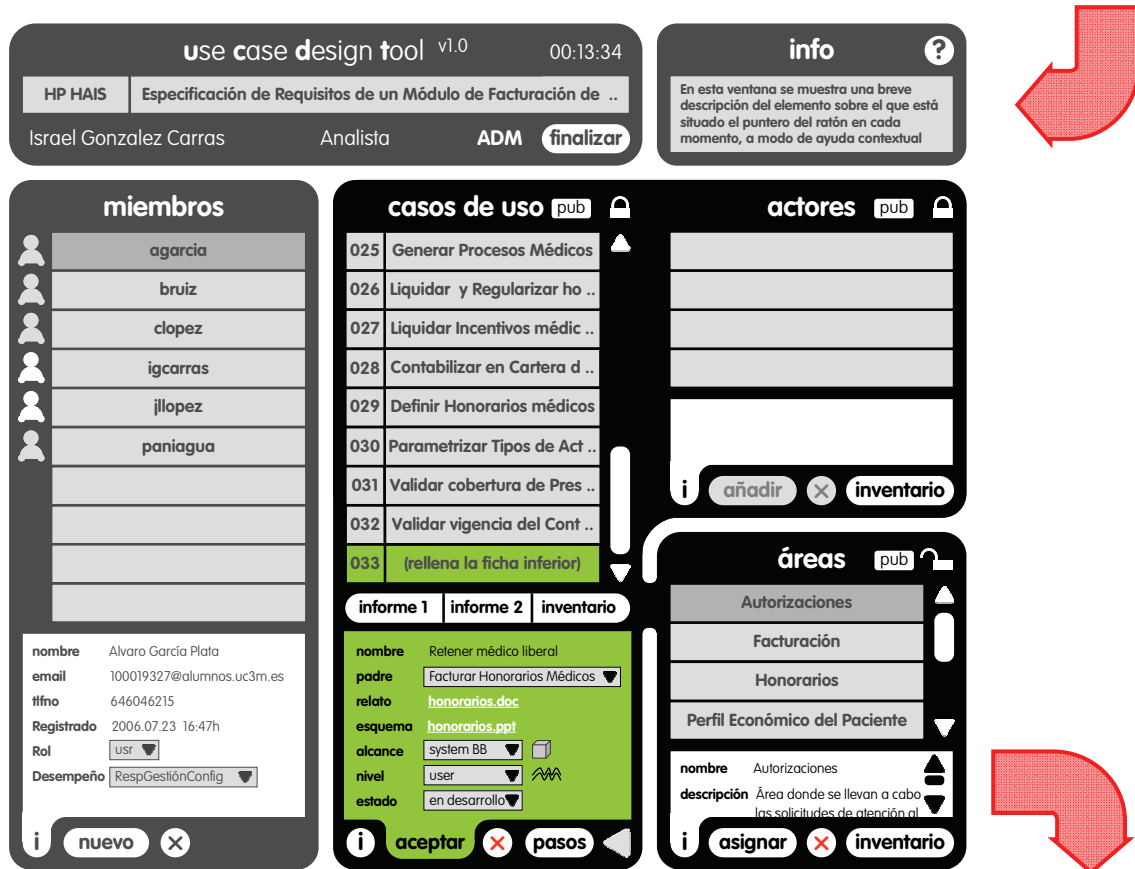 use case design tool v1.0 00:13:34
HP HAIS Especificación de Requisitos de un Módulo de Facturación de ..
Israel Gonzalez Carras Analista ADM finalizar
info ?
En esta ventana se muestra una breve
descripción del elemento sobre el que está
situado el puntero del ratón en cada
momento, a modo de ayuda contextual
miembros
agarcia
bruiz
clopez
igcarras
jllopez
paniagua
nombre Alvaro García Plata
email 100019327@alumnos.uc3m.es
tlfno 646046215
Registrado 2006.07.23 16:47h
Rol usr
Desempeño RespGestiónConfig
i nuevo
casos de uso pub
025 Generar Procesos Médicos
026 Liquidar y Regularizar ho ..
027 Liquidar Incentivos médic ..
028 Contabilizar en Cartera d ..
029 Definir Honorarios médicos
030 Parametrizar Tipos de Act ..
031 Validar cobertura de Pres ..
032 Validar vigencia del Cont ..
033 (rellena la ficha inferior)
informe 1 informe 2 inventario
nombre Retener médico liberal
padre Facturar Honorarios Médicos
relato honorarios.doc
esquema honorarios.ppt
alcance system BB
nivel user
estado en desarrollo
i aceptar pasos
actores pub
i añadir inventario
áreas pub
Autorizaciones
Facturación
Honorarios
Perfil Económico del Paciente
nombre Autorizaciones
descripción Área donde se llevan a cabo
las solicitudes de atención al
i asignar inventario